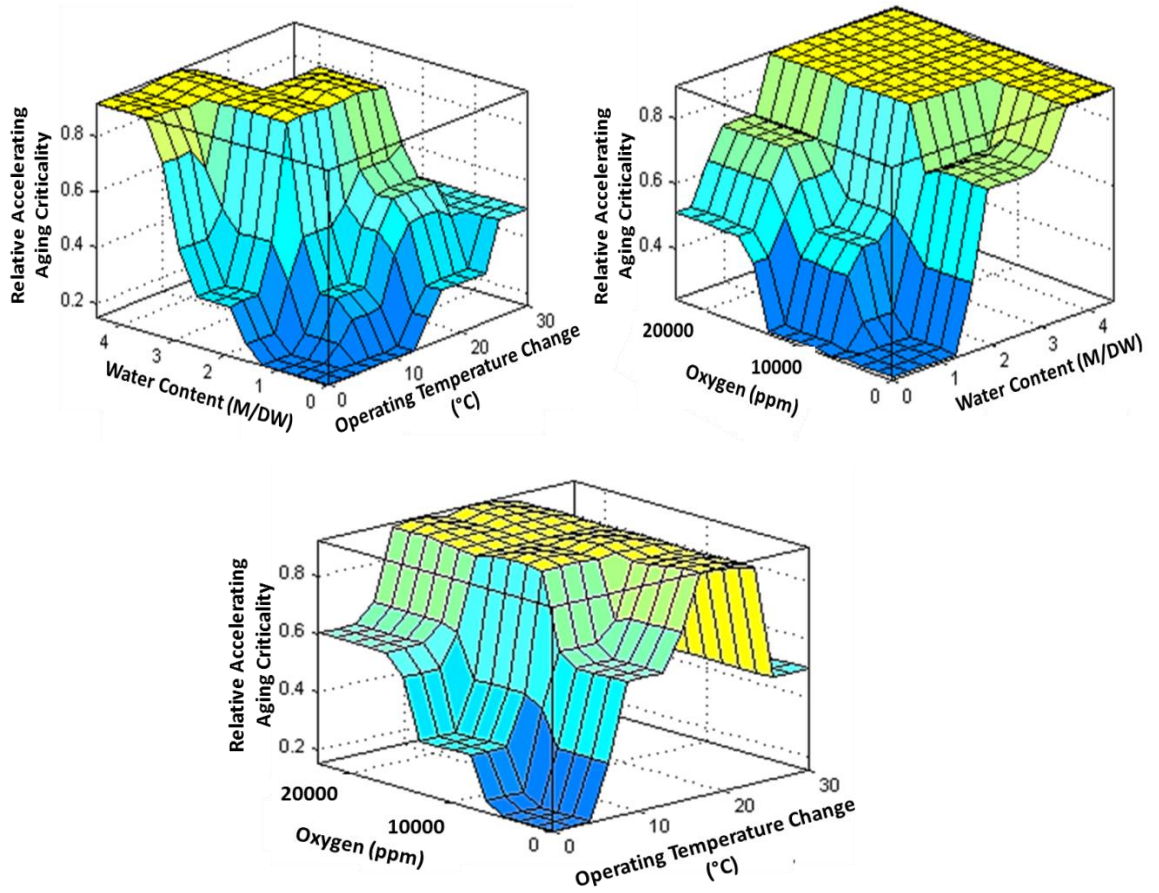 Relative Accelerating
Aging Criticality
0.8
0.6
0.4
0.2
4
3
2
1
0
Water Content (M/DW)
0
10
20
30
Operating Temperature Change
(°C)
Relative Accelerating
Aging Criticality
0.8
0.6
0.4
20000
10000
0
Oxygen (ppm)
0
1
2
3
4
Water Content (M/DW)
Relative Accelerating
Aging Criticality
0.8
0.6
0.4
0.2
20000
10000
0
Oxygen (ppm)
0
10
20
30
Operating Temperature Change
(°C)